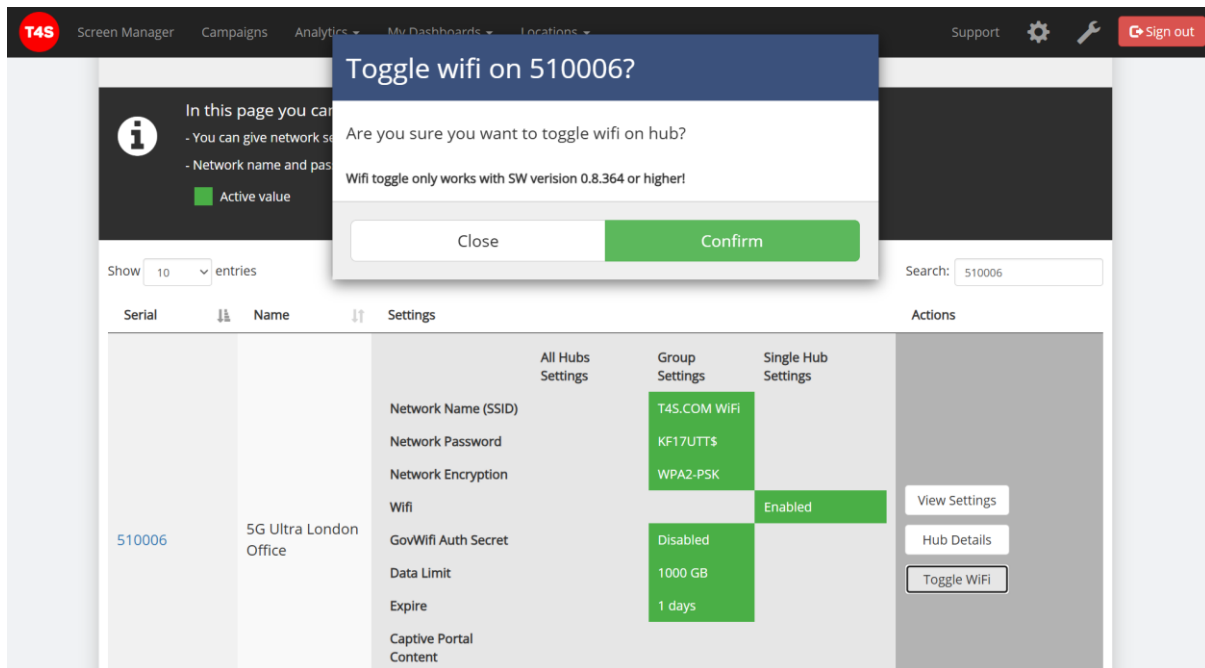 T4S Screen Manager Campaigns Analytics My Dashboards Locations Support Sign out
Toggle wifi on 510006?
Are you sure you want to toggle wifi on hub?
Wifi toggle only works with SW verision 0.8.364 or higher!
Close Confirm
In this page you can
- You can give network
- Network name and
Active value
Show 10 entries
Search: 510006
Serial Name Settings Actions
All Hubs Settings
Group Settings
Single Hub Settings
510006
5G Ultra London
Office
Network Name (SSID) T4S.COM WiFi
Network Password KF17UTT$
Network Encryption WPA2-PSK
Wifi Enabled
GovWifi Auth Secret Disabled
Data Limit 1000 GB
Expire 1 days
Captive Portal
Content
View Settings
Hub Details
Toggle WiFi